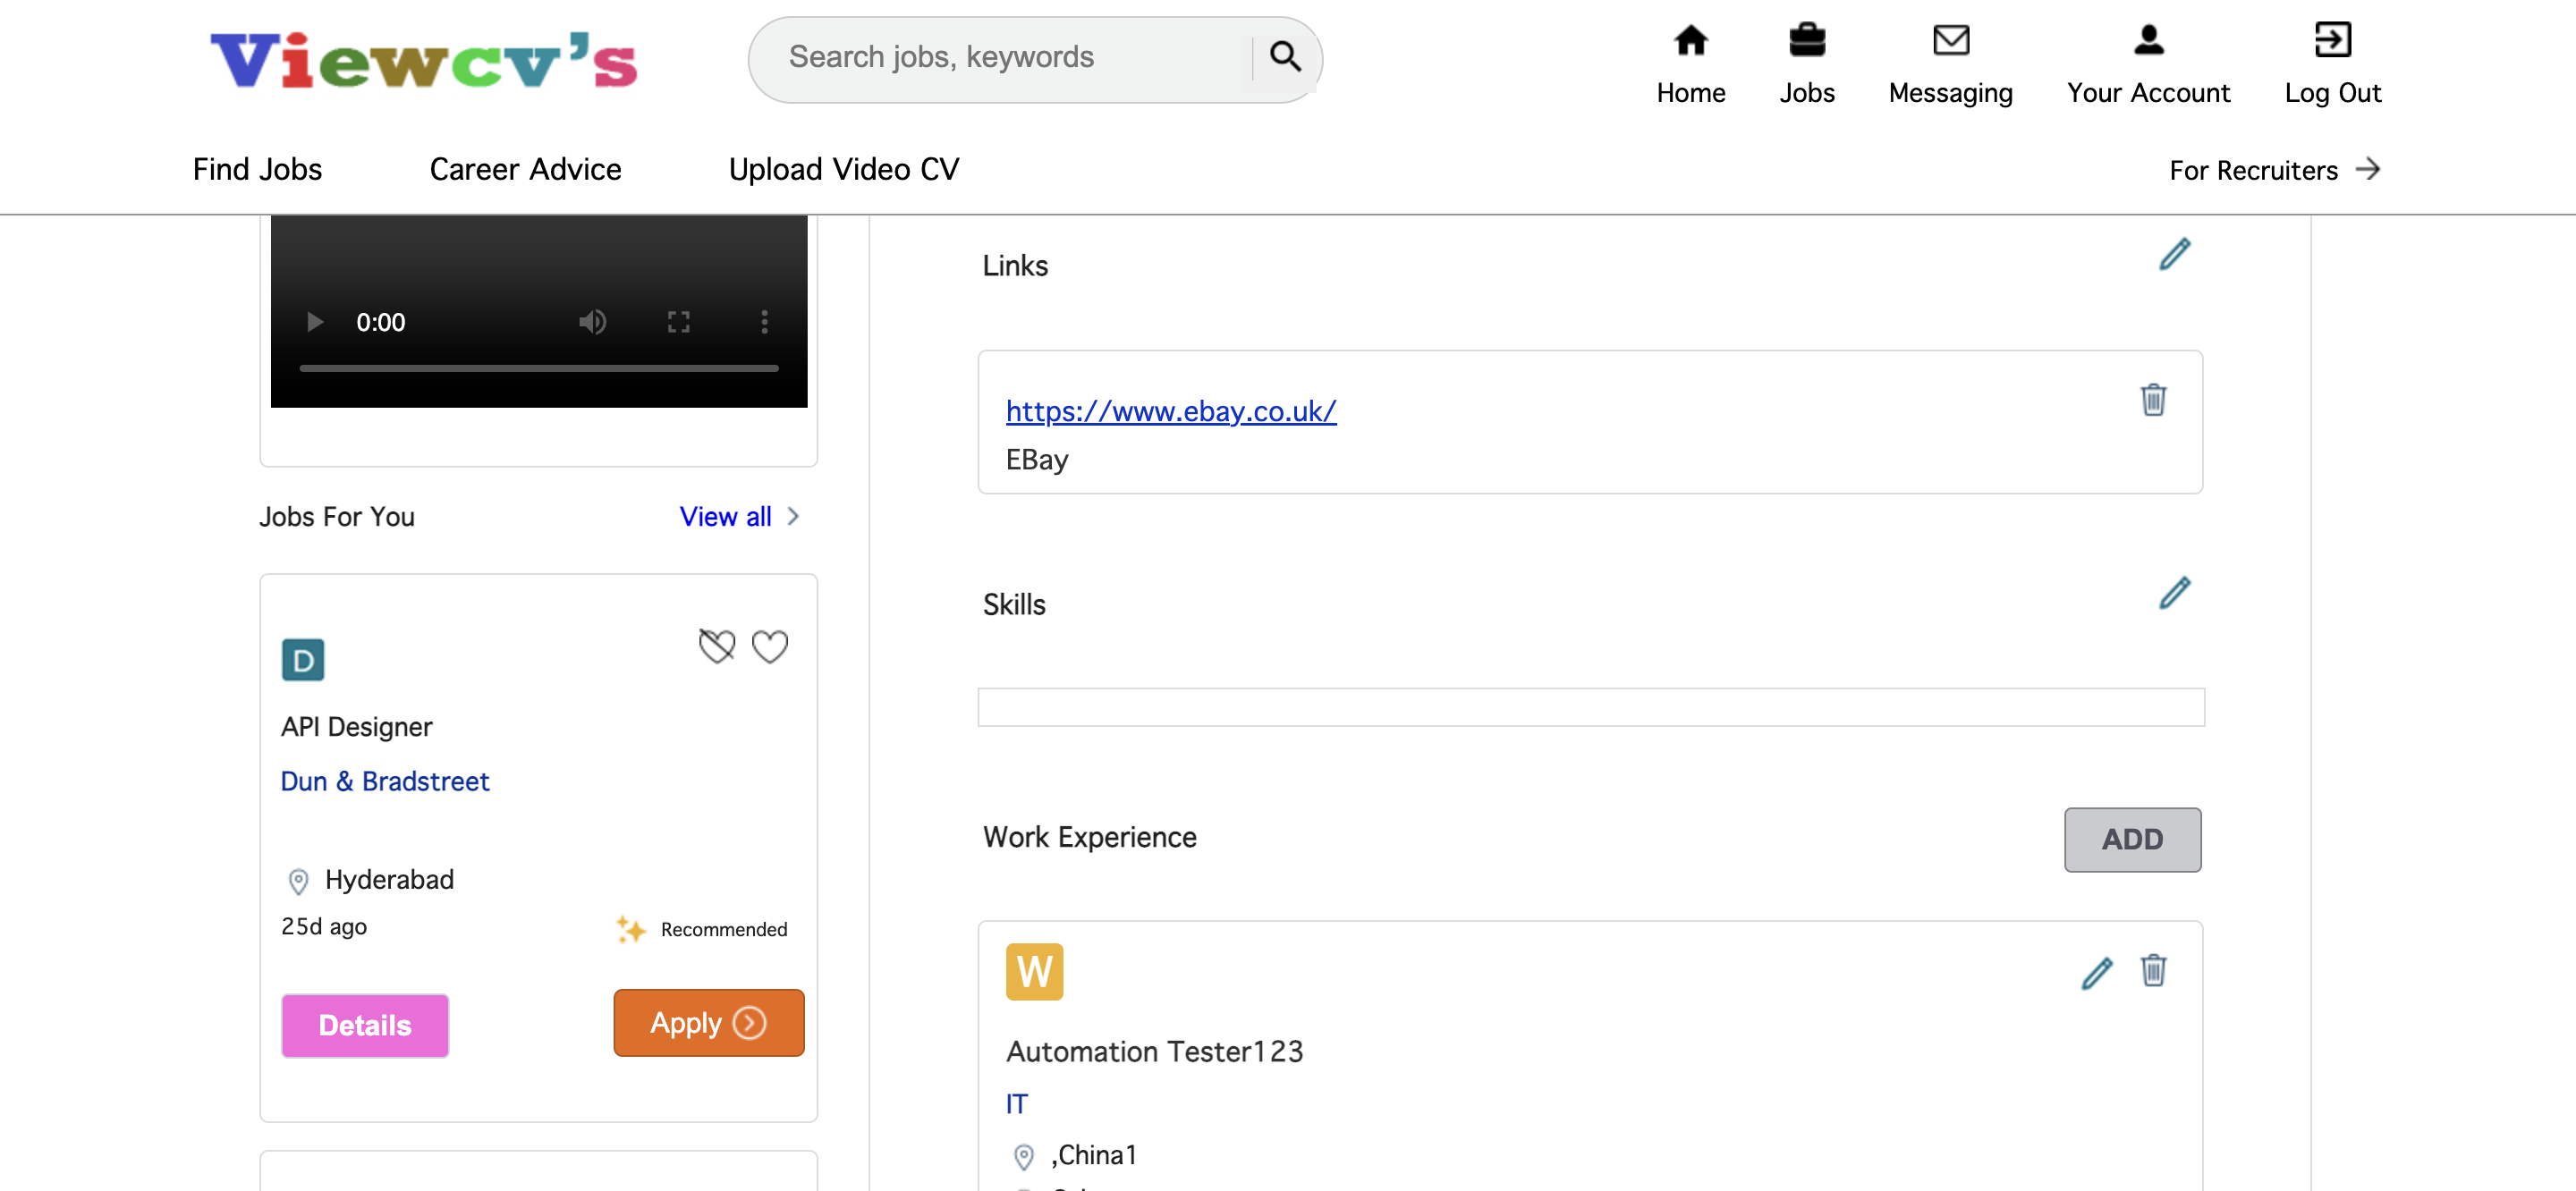 Viewcv's
Search jobs, keywords
Home
Jobs
Messaging
Your Account
Log Out
Find Jobs
Career Advice
Upload Video CV
For Recruiters
0:00
Jobs For You
View all
D
API Designer
Dun & Bradstreet
Hyderabad
25d ago
Recommended
Details
Apply
Links
https://www.ebay.co.uk/
EBay
Skills
Work Experience
ADD
W
Automation Tester123
IT
,China1